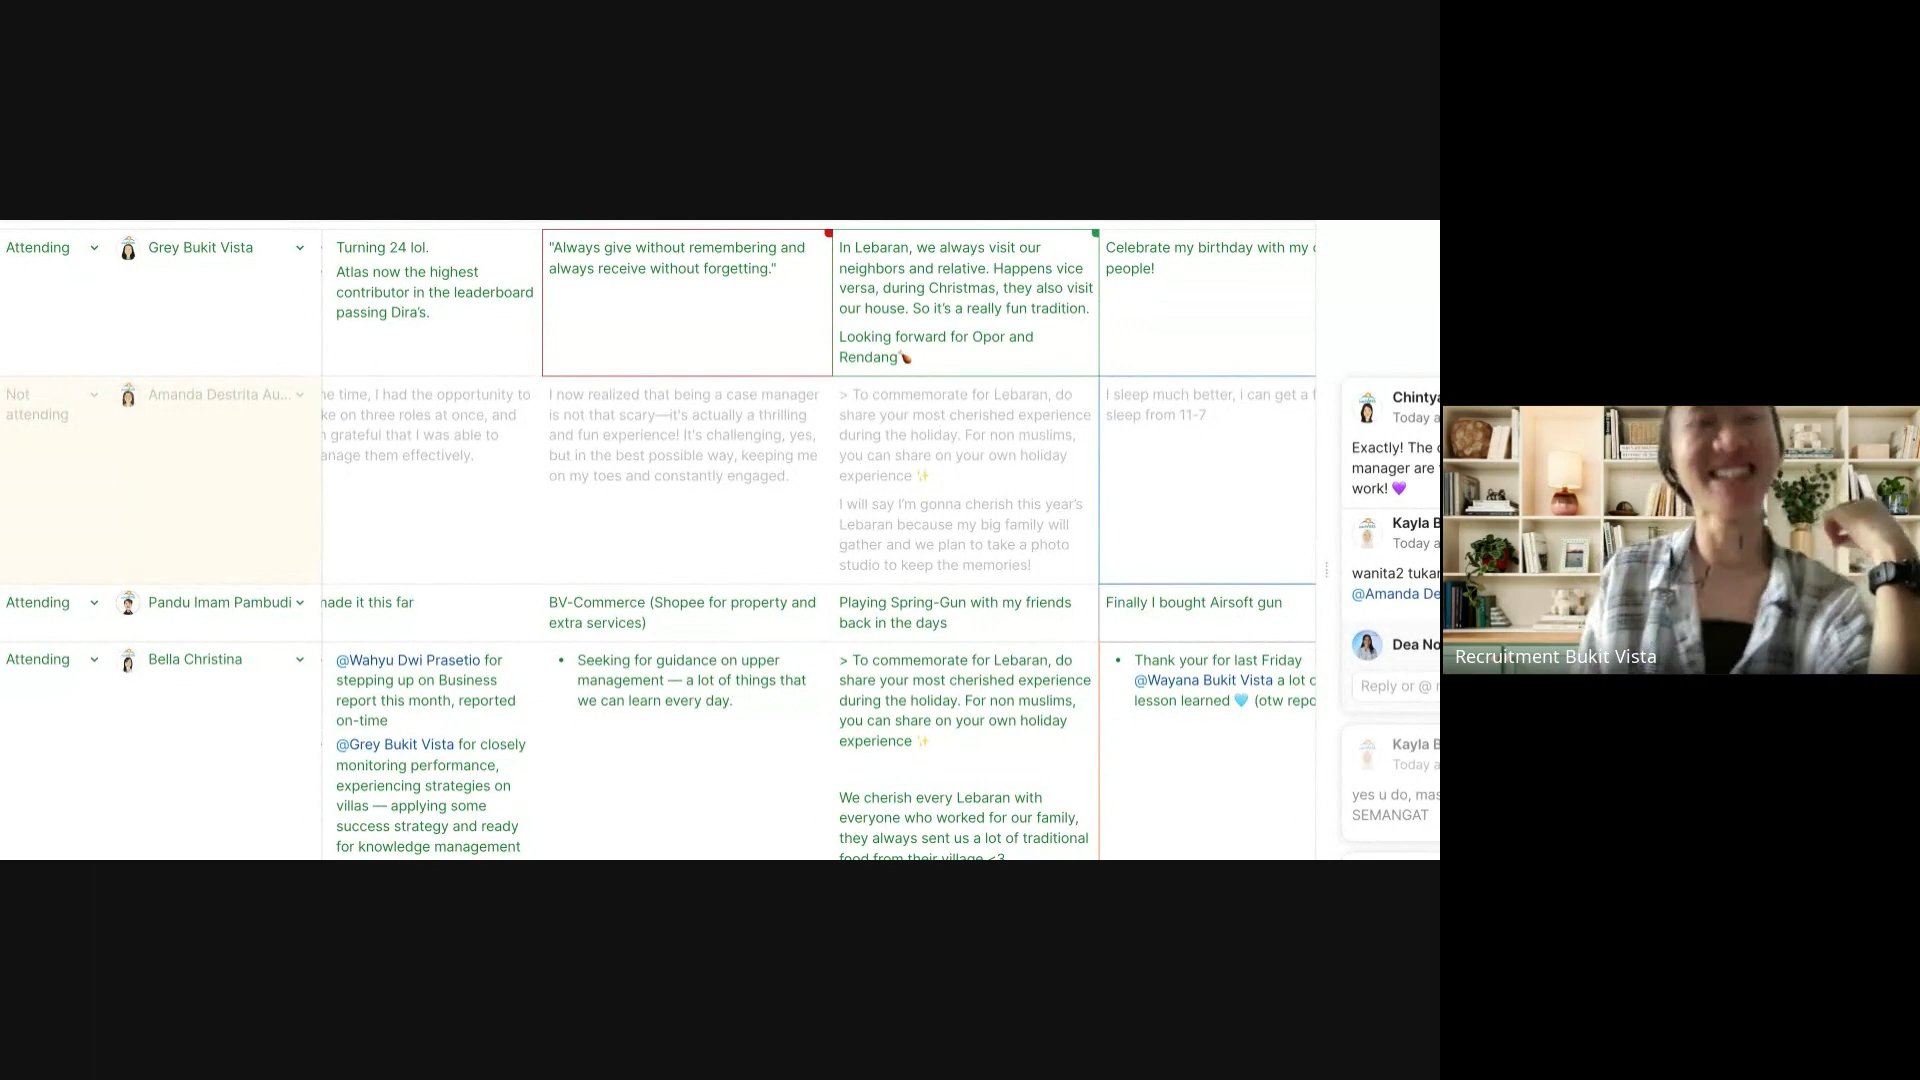 Attending
Grey Bukit Vista
Turning 24 lol.
Atlas now the highest
contributor in the leaderboard
passing Dira's.
"Always give without remembering and
always receive without forgetting."
In Lebaran, we always visit our
neighbors and relative. Happens vice
versa, during Christmas, they also visit
our house. So it's a really fun tradition.
Looking forward for Opor and
Rendang🍗
Celebrate my birthday with my
people!
Not
attending
Amanda Destrita Au...
time, I had the opportunity to
on three roles at once, and
grateful that I was able to
them effectively.
I now realized that being a case manager
is not that scary—it's actually a thrilling
and fun experience! It's challenging, yes,
but in the best possible way, keeping me
on my toes and constantly engaged.
> To commemorate for Lebaran, do
share your most cherished experience
during the holiday. For non muslims,
you can share on your own holiday
experience ✨
I will say I'm gonna cherish this year's
Lebaran because my big family will
gather and we plan to take a photo
studio to keep the memories!
I sleep much better, i can get a
sleep from 11-7
Attending
Pandu Imam Pambudi
it this far
BV-Commerce (Shopee for property and
extra services)
Playing Spring-Gun with my friends
back in the days
Finally I bought Airsoft gun
Attending
Bella Christina
@Wahyu Dwi Prasetio for
stepping up on Business
report this month, reported
on-time
@Grey Bukit Vista for closely
monitoring performance,
experiencing strategies on
villas — applying some
success strategy and ready
for knowledge management
• Seeking for guidance on upper
management — a lot of things that
we can learn every day.
> To commemorate for Lebaran, do
share your most cherished experience
during the holiday. For non muslims,
you can share on your own holiday
experience ✨
We cherish every Lebaran with
everyone who worked for our family,
they always sent us a lot of traditional
food from their village <3
• Thank your for last Friday
@Wayana Bukit Vista a lot
lesson learned 🩵 (otw
Chintya
Today
Exactly! The
manager are
work! 💜
Kayla B
Today
wanita2
@Amanda De
Dea No
Reply or @
Kayla B
Today
yes u do, mas
SEMANGAT
Recruitment Bukit Vista